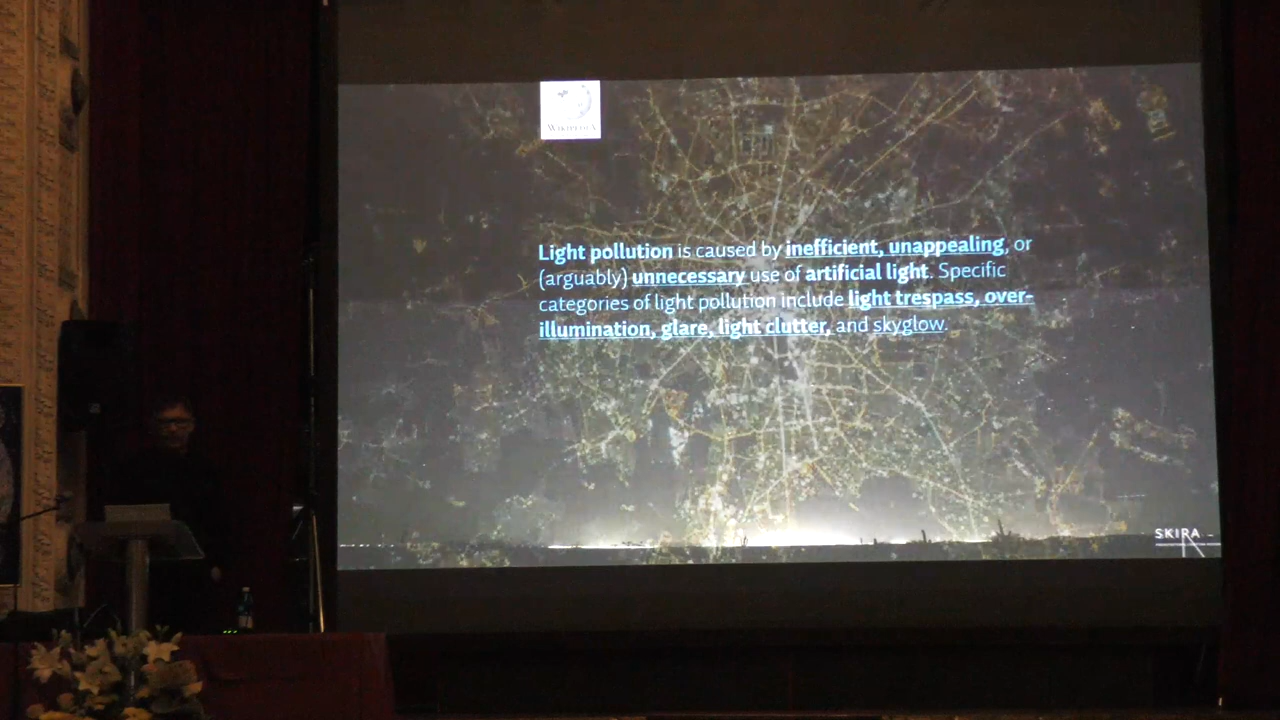 WIKIPEDIA
Light pollution is caused by inefficient, unappealing, or
(arguably) unnecessary use of artificial light. Specific
categories of light pollution include light trespass, over-
illumination, glare, light clutter, and skyglow.
SKIRA